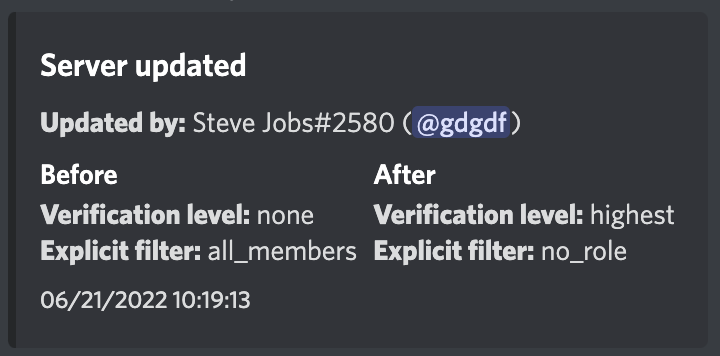 Server updated
Updated by: Steve Jobs#2580 (@gdgdf)
Before After
Verification level: none Verification level: highest
Explicit filter: all_members Explicit filter: no_role
06/21/2022 10:19:13